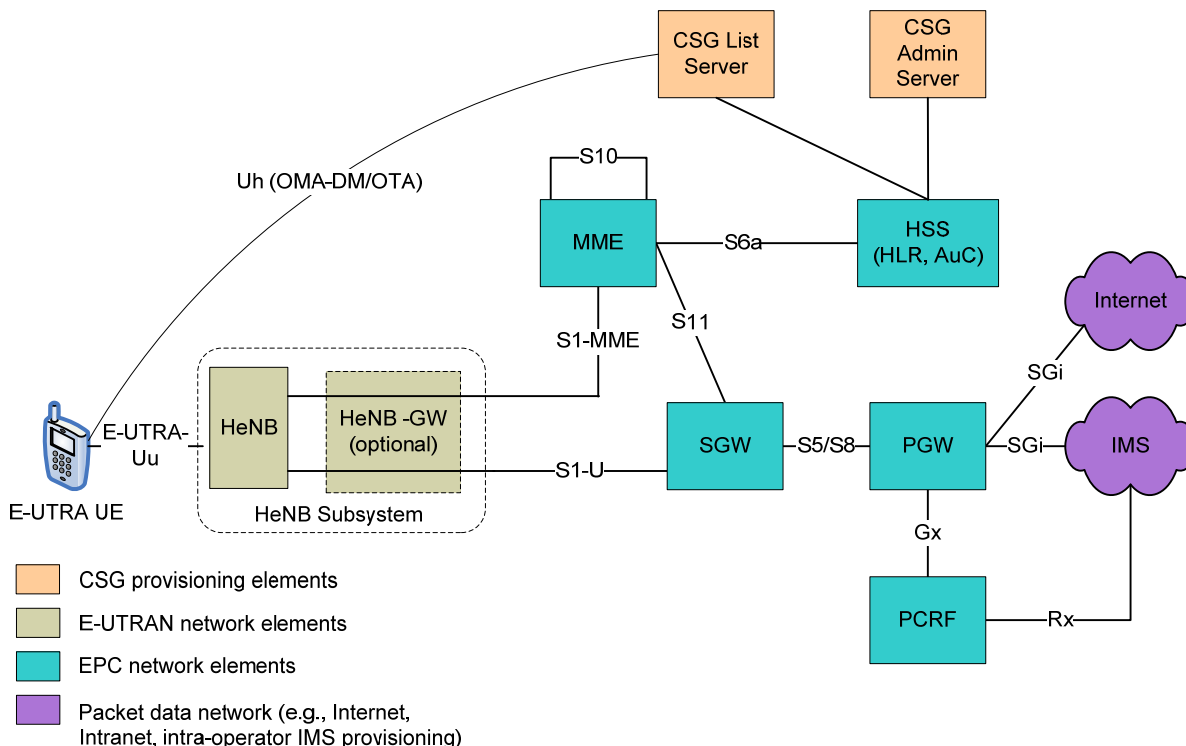 CSG List
Server
CSG
Admin
Server
S10
Uh (OMA-DM/OTA)
MME
S6a
HSS
(HLR, AuC)
Internet
S11
S1-MME
SGi
HeNB
HeNB -GW
(optional)
E-UTRA-
Uu
SGW
S5/S8
PGW
SGi
IMS
S1-U
E-UTRA UE
HeNB Subsystem
Gx
CSG provisioning elements
E-UTRAN network elements
PCRF
Rx
EPC network elements
Packet data network (e.g., Internet,
Intranet, intra-operator IMS provisioning)